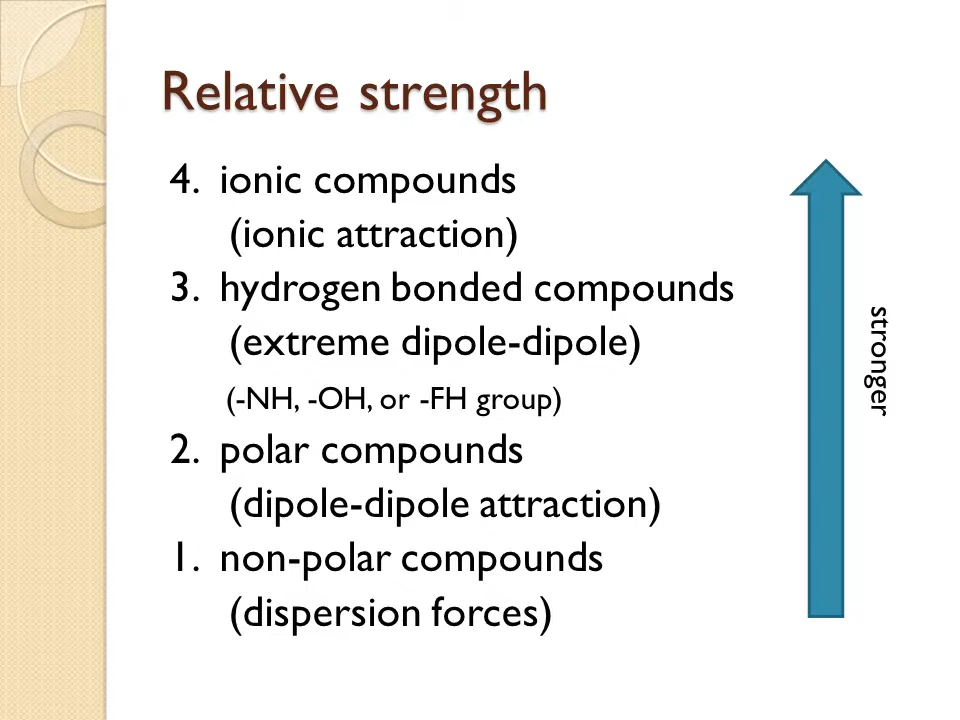 Relative strength
4. ionic compounds
(ionic attraction)
3. hydrogen bonded compounds
(extreme dipole-dipole)
(-NH, -OH, or -FH group)
2. polar compounds
(dipole-dipole attraction)
1. non-polar compounds
(dispersion forces)
stronger